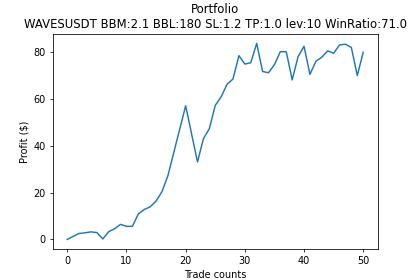 Portfolio
WAVESUSDT BBM:2.1 BBL:180 SL:1.2 TP:1.0 lev:10 WinRatio:71.0
Profit ($)
80
60
40
20
0
0 10 20 30 40 50
Trade counts